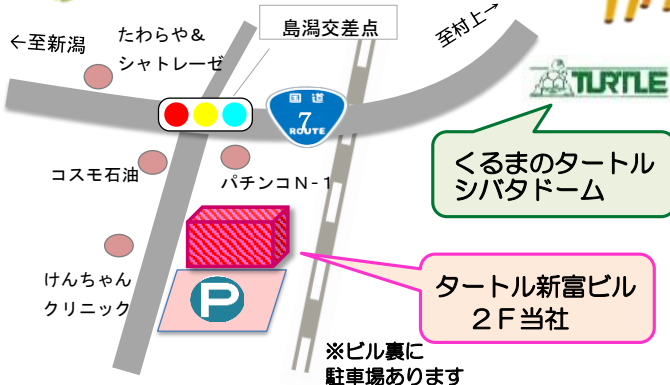 ←至新潟
たわらや&
シャトレーゼ
島潟交差点
至村上→
TURTLE
国道
7
ROUTE
くるまのタートル
シバタドーム
コスモ石油
パチンコN-1
けんちゃん
クリニック
P
タートル新富ビル
2F当社
※ビル裏に
駐車場あります